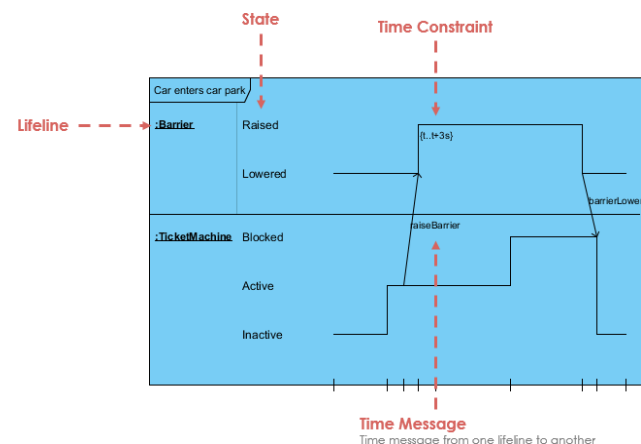 State
Time Constraint
Car enters car park
Lifeline
:Barrier
Raised
{t..t+3s}
Lowered
barrierLower
raiseBarrier
:TicketMachine
Blocked
Active
Inactive
Time Message
Time message from one lifeline to another